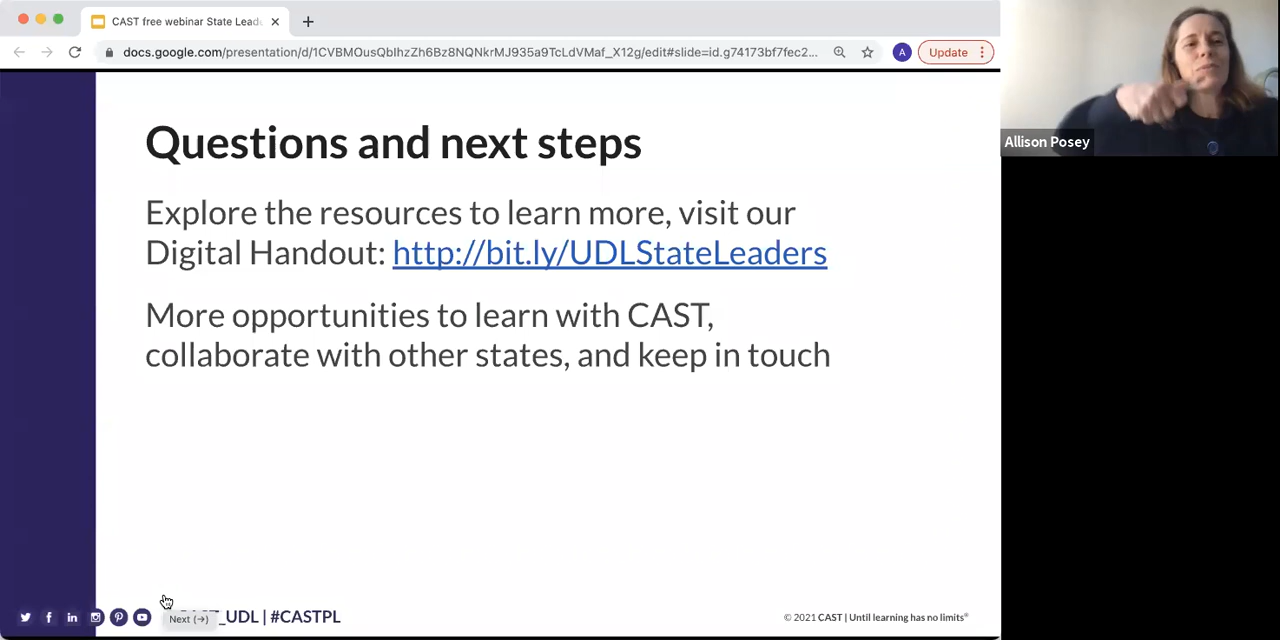 CAST free webinar State Lead
docs.google.com/presentation/d/1CVBMOusQbIhzZh6Bz8NQNkrMJ935a9TcLdVMaf_X12g/edit#slide=id.g74173bf7fec2...
A
Update
Allison Posey
Questions and next steps
Explore the resources to learn more, visit our
Digital Handout: http://bit.ly/UDLStateLeaders
More opportunities to learn with CAST,
collaborate with other states, and keep in touch
_UDL | #CASTPL
Next (→)
© 2021 CAST | Until learning has no limits®